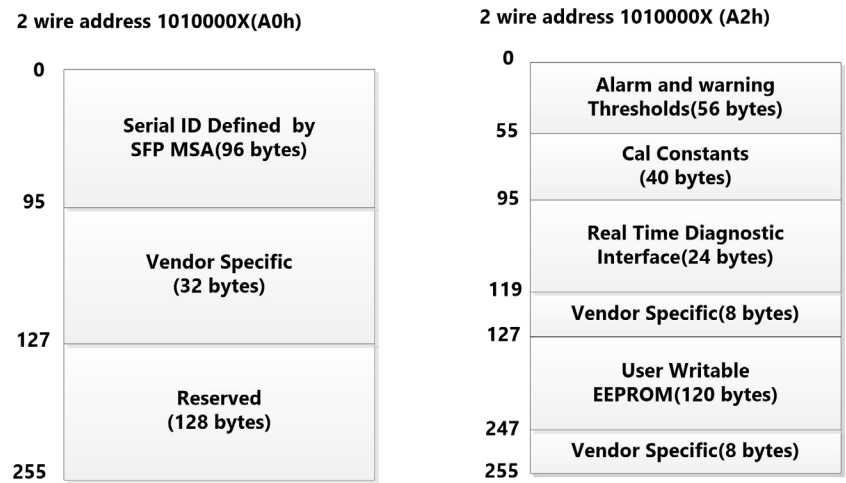 2 wire address 1010000X(A0h)
0
Serial ID Defined by
SFP MSA(96 bytes)
95
Vendor Specific
(32 bytes)
127
Reserved
(128 bytes)
255
2 wire address 1010000X (A2h)
0
Alarm and warning
Thresholds(56 bytes)
55
Cal Constants
(40 bytes)
95
Real Time Diagnostic
Interface(24 bytes)
119
Vendor Specific(8 bytes)
127
User Writable
EEPROM(120 bytes)
247
Vendor Specific(8 bytes)
255